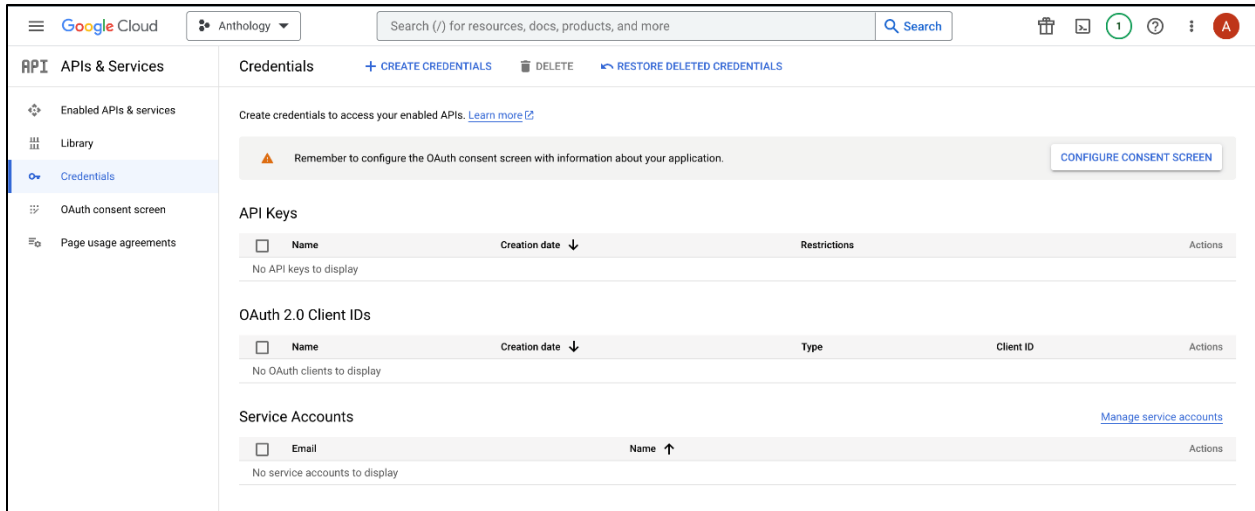 Google Cloud Anthology Search (/) for resources, docs, products, and more Search 1 A
API APIs & Services Credentials + CREATE CREDENTIALS DELETE RESTORE DELETED CREDENTIALS
Enabled APIs & services
Library
Credentials
OAuth consent screen
Page usage agreements
Create credentials to access your enabled APIs. Learn more
Remember to configure the OAuth consent screen with information about your application. CONFIGURE CONSENT SCREEN
API Keys
Name Creation date Restrictions Actions
No API keys to display
OAuth 2.0 Client IDs
Name Creation date Type Client ID Actions
No OAuth clients to display
Service Accounts Manage service accounts
Email Name Actions
No service accounts to display